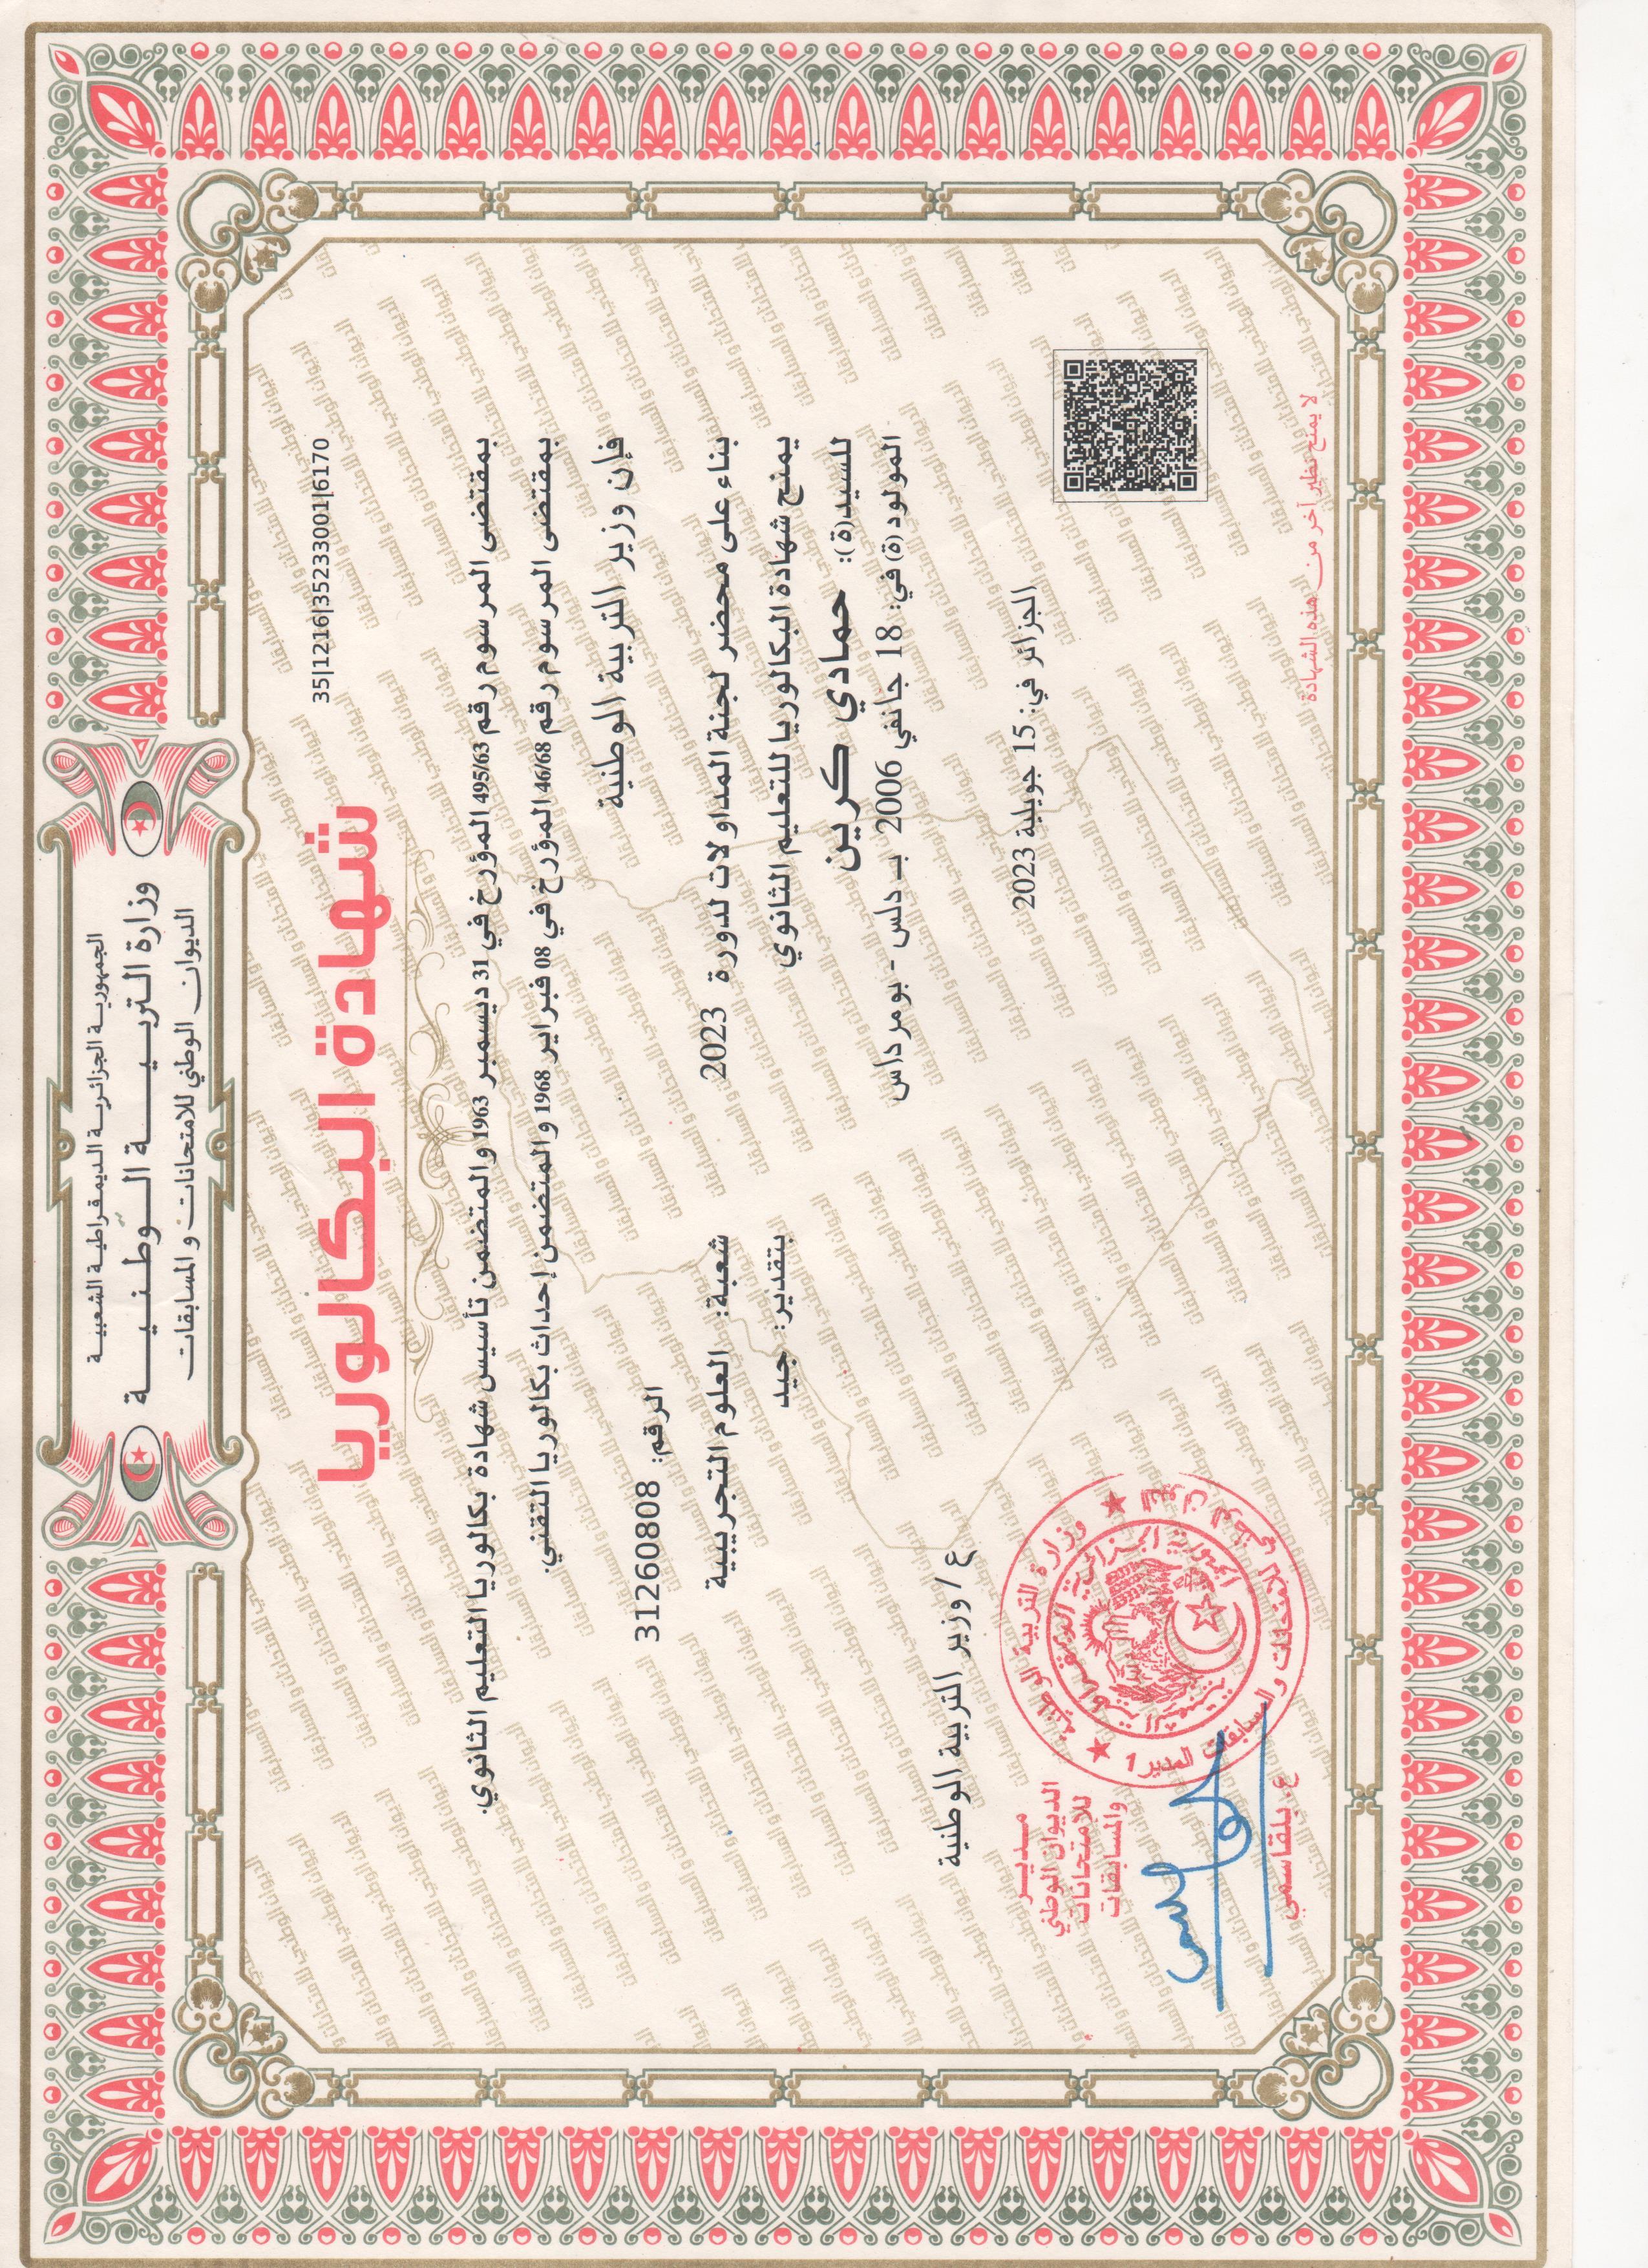 الجمهورية الجزائرية الديمقراطية الشعبية
وزارة التربية الوطنية
الديوان الوطني للامتحانات و المسابقات
35|1216|35233001|6170
شهادة البكالوريا
بمقتضى المرسوم رقم 495/63 المؤرخ في 31 ديسمبر 1963 والمتضمن تأسيس شهادة بكالوريا التعليم الثانوي.
بمقتضى المرسوم رقم 46/68 المؤرخ في 08 فبراير 1968 والمتضمن إحداث بكالوريا التقني.
فإن وزير التربية الوطنية
الرقم: 31260808
بناء على محضر لجنة المداولات لدورة 2023 شعبة: العلوم التجريبية
يمنح شهادة البكالوريا للتعليم الثانوي بتقدير: جيد
للسيد(ة): حمادي كرين
المولود(ة) في: 18 جانفي 2006 بـ دلس - بومرداس
ع / وزير التربية الوطنية
الجزائر في: 15 جويلية 2023
مدير
الديوان الوطني
للامتحانات
والمسابقات
وزارة التربية الوطنية
الديوان الوطني للامتحانات و المسابقات المدير 1
الجمهورية الجزائرية الديمقراطية الشعبية
ع. بلقاسمي
لا يمنح نظير آخر من هذه الشهادة